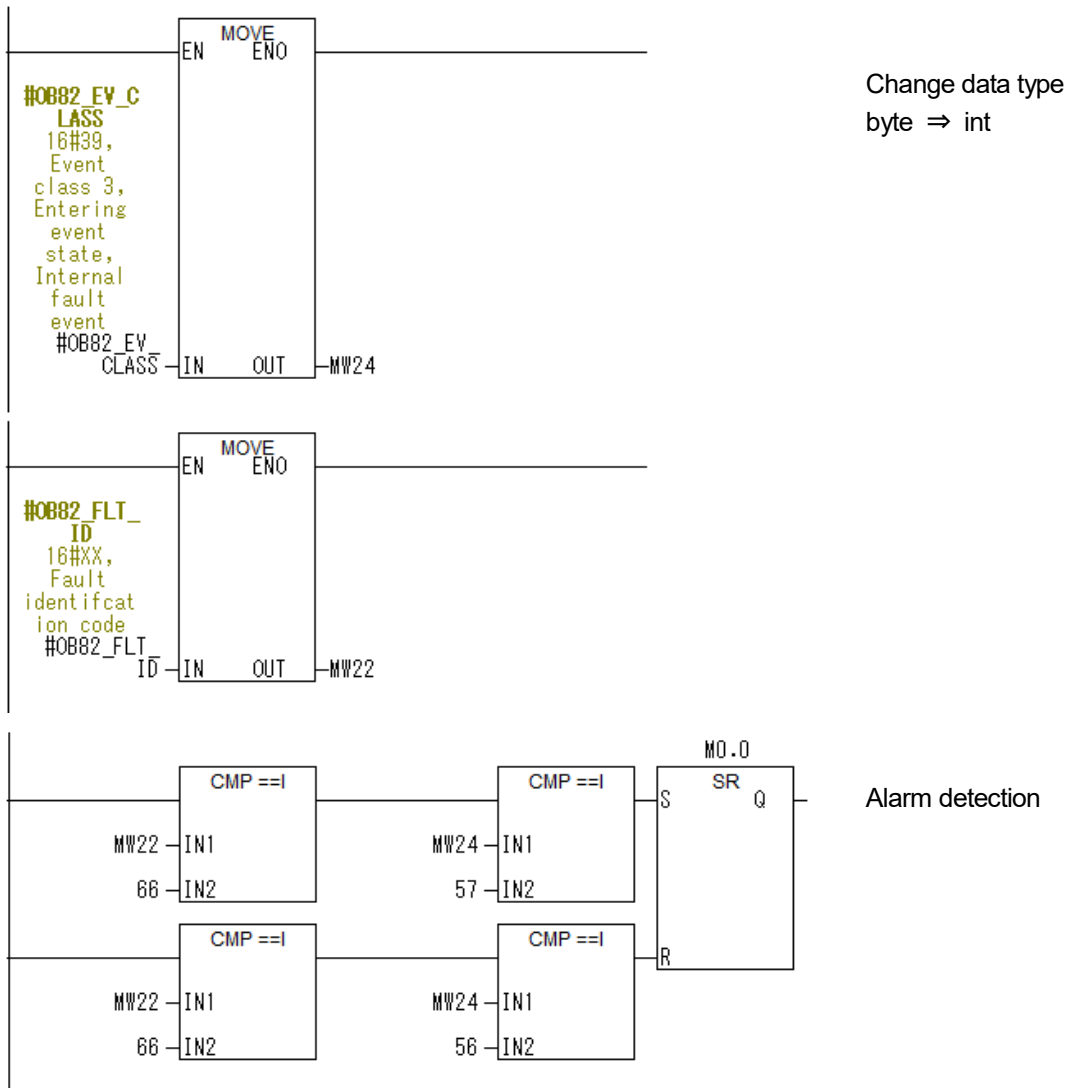 MOVE
EN ENO
Change data type
byte ⇒ int
#OB82_EV_C
LASS
16#39,
Event
class 3,
Entering
event
state,
Internal
fault
event
#OB82_EV_
CLASS IN OUT MW24
MOVE
EN ENO
#OB82_FLT_
ID
16#XX,
Fault
identifcat
ion code
#OB82_FLT_
ID IN OUT MW22
M0.0
CMP ==I CMP ==I SR
S Q
Alarm detection
MW22 IN1 MW24 IN1
66 IN2 57 IN2
CMP ==I CMP ==I
R
MW22 IN1 MW24 IN1
66 IN2 56 IN2